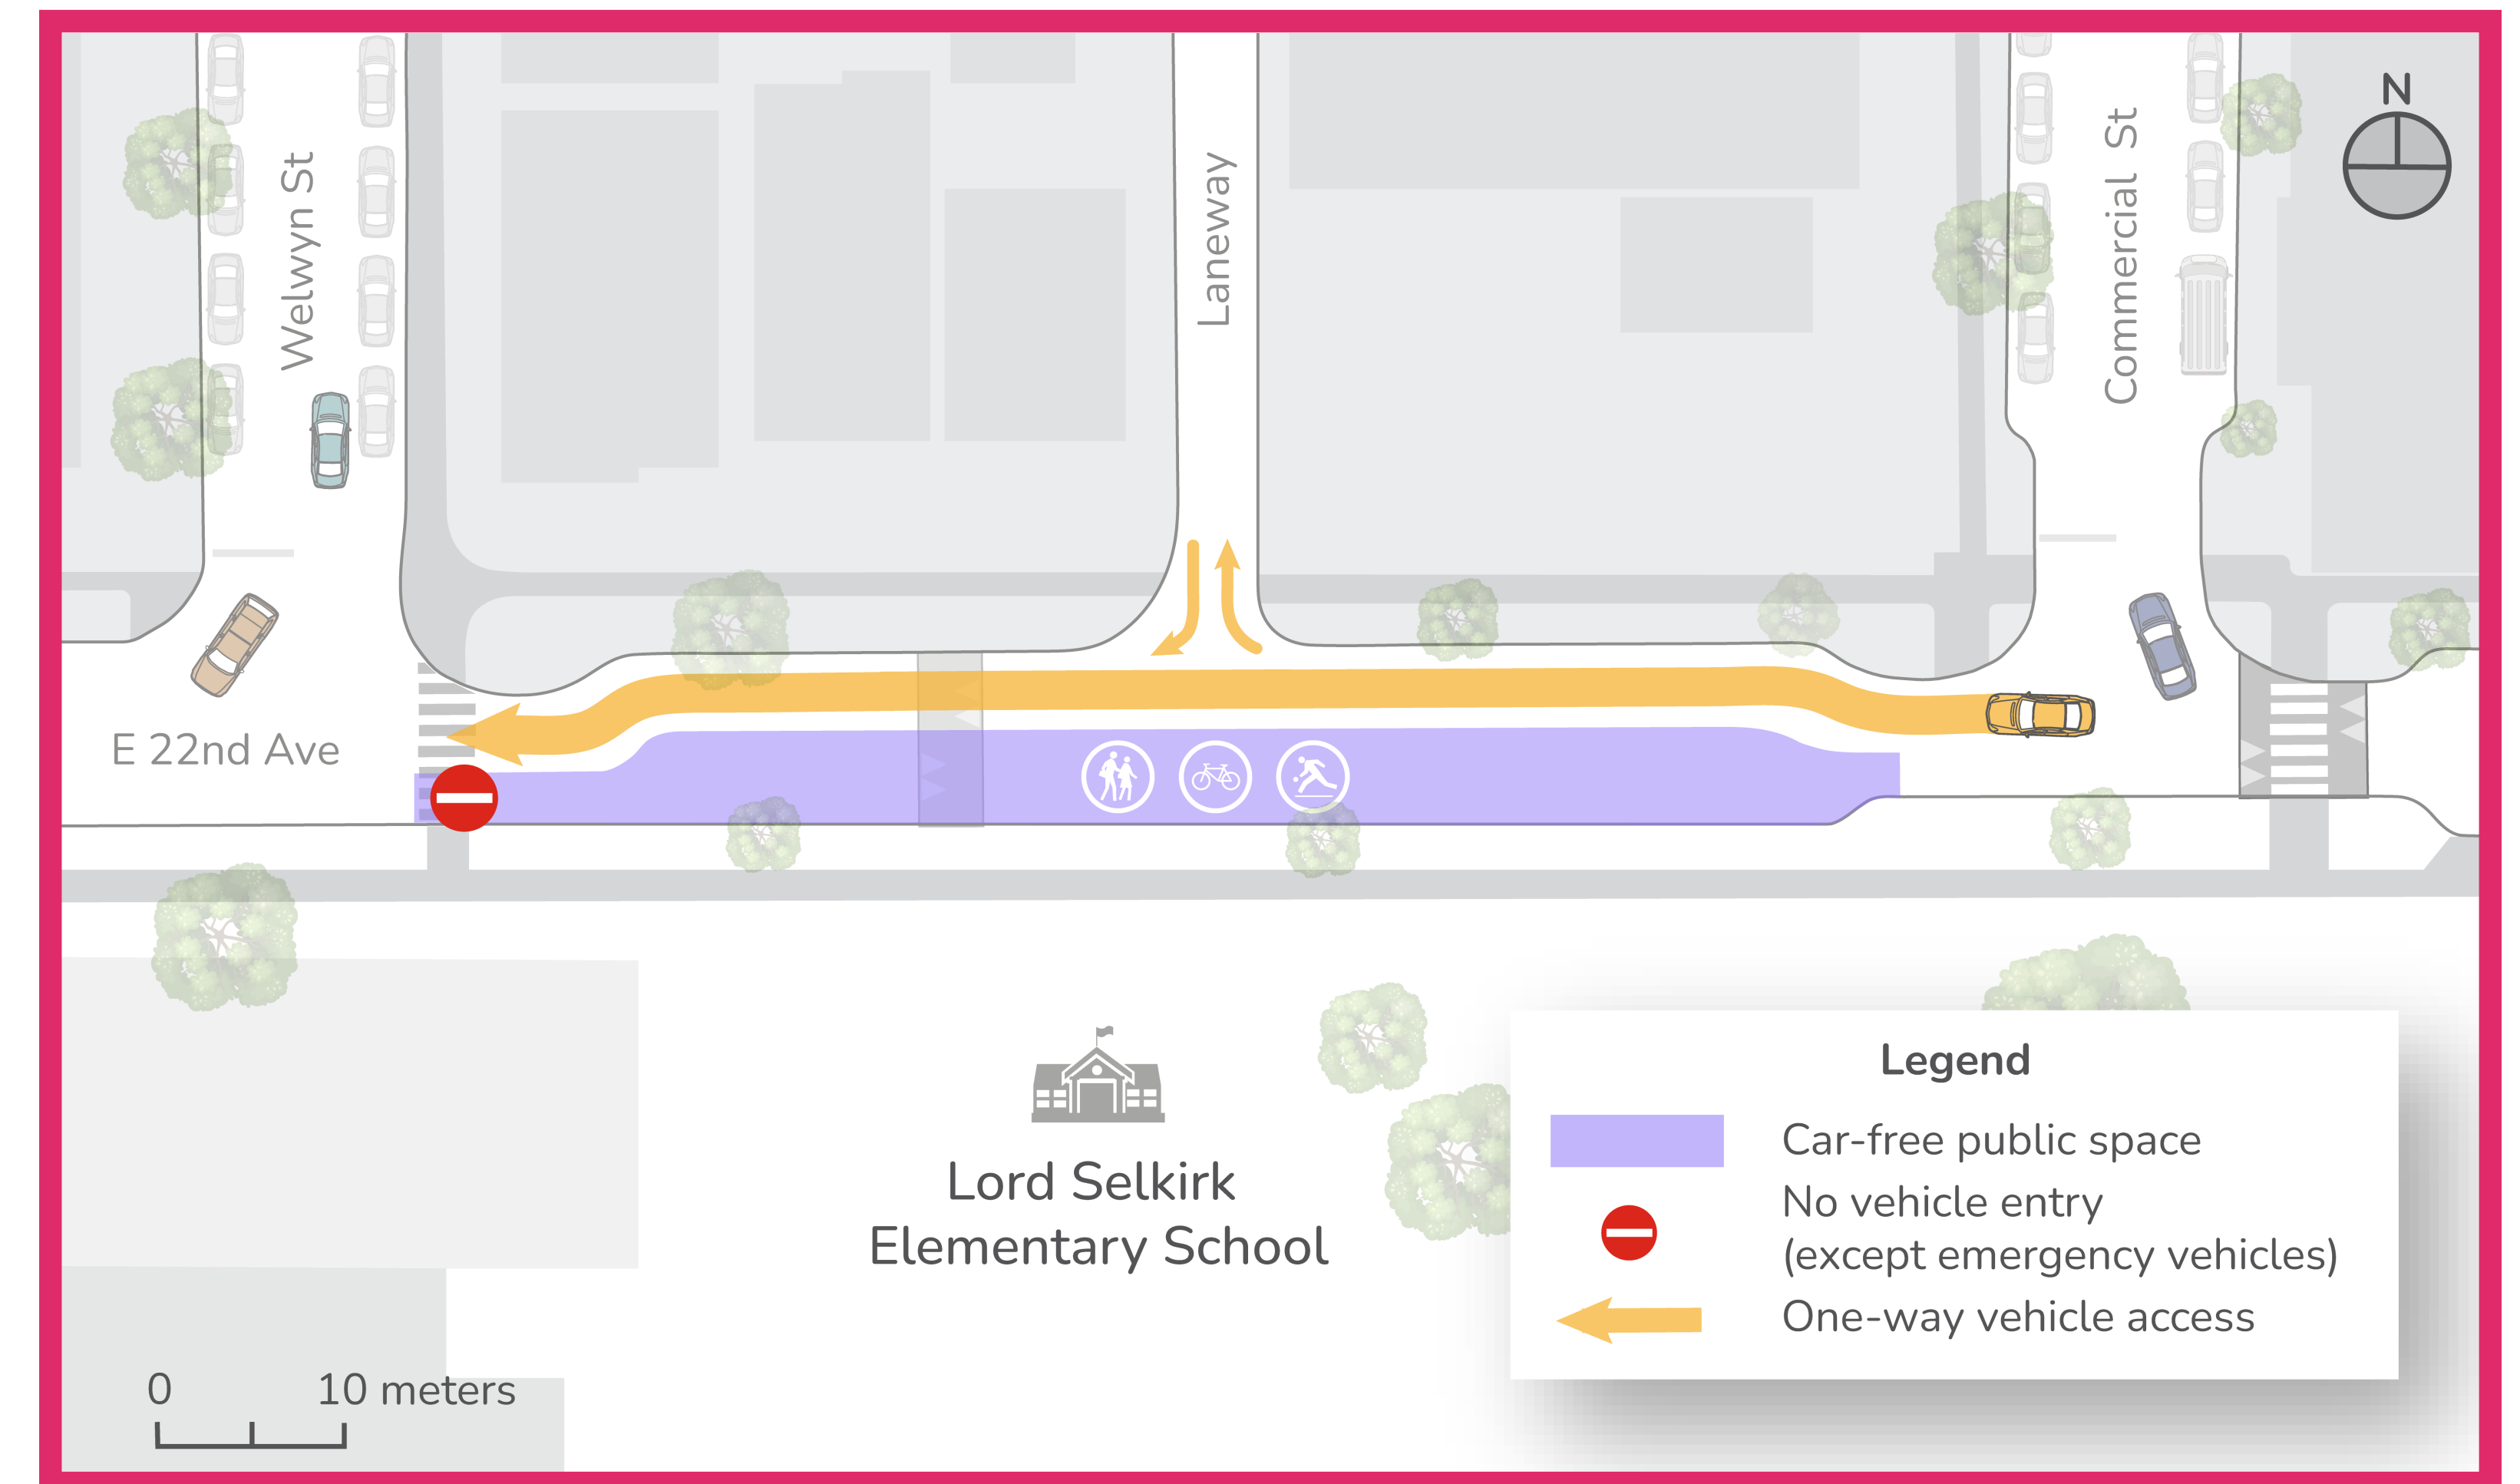 Welwyn St
Laneway
Commercial St
N
E 22nd Ave
Lord Selkirk
Elementary School
Legend
Car-free public space
No vehicle entry
(except emergency vehicles)
One-way vehicle access
0 10 meters